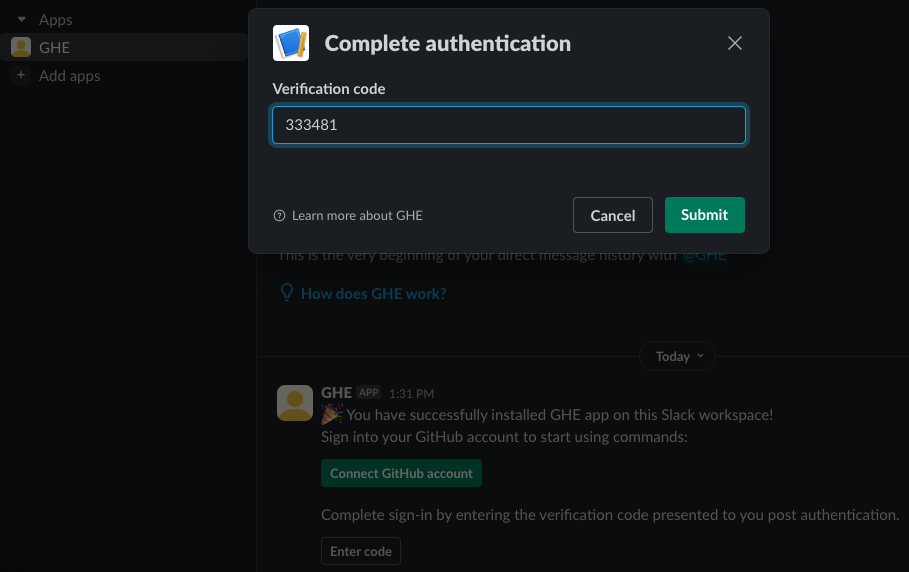 Apps
GHE
Add apps
Complete authentication
Verification code
333481
Learn more about GHE
Cancel
Submit
This is the very beginning of your direct message history with @GHE
How does GHE work?
Today
GHE APP 1:31 PM
You have successfully installed GHE app on this Slack workspace!
Sign into your GitHub account to start using commands:
Connect GitHub account
Complete sign-in by entering the verification code presented to you post authentication.
Enter code